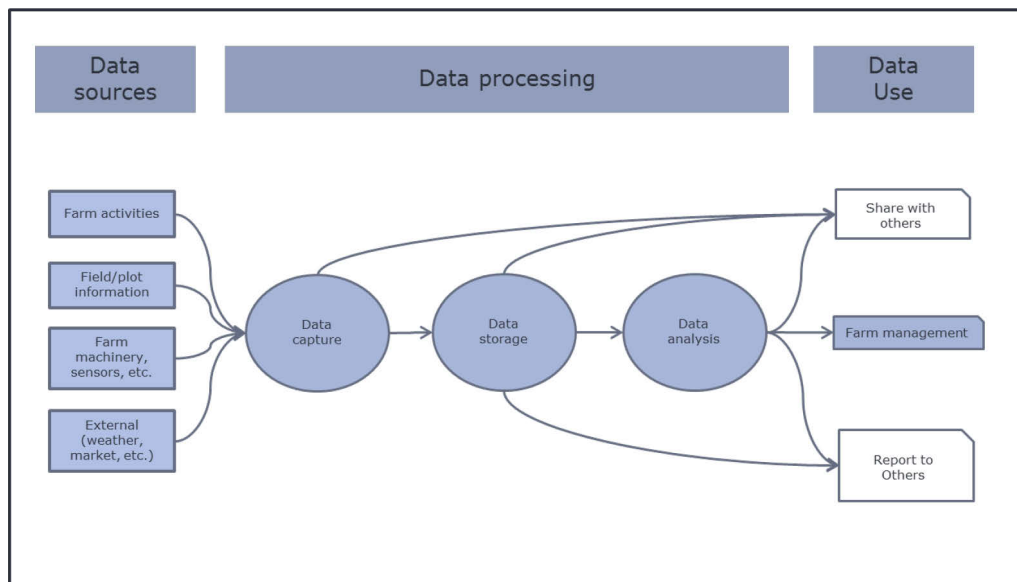 Data
sources
Data processing
Data
Use
Farm activities
Field/plot
information
Farm
machinery,
sensors, etc.
External
(weather,
market, etc.)
Data
capture
Data
storage
Data
analysis
Share with
others
Farm management
Report to
Others